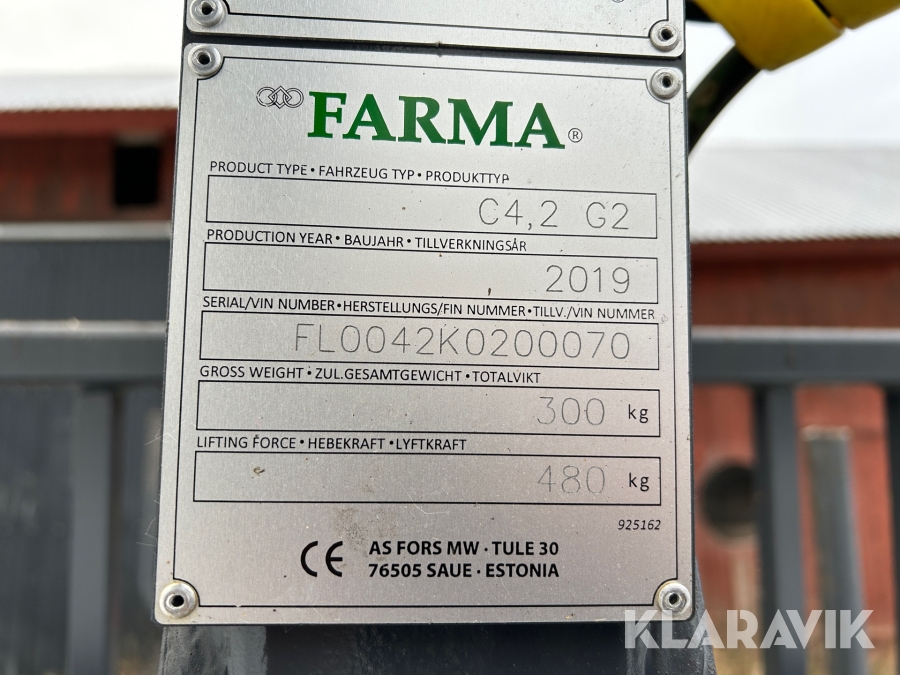 FARMA®
PRODUCT TYPE • FAHRZEUG TYP • PRODUKTTYP
C4,2 G2
PRODUCTION YEAR • BAUJAHR • TILLVERKNINGSÅR
2019
SERIAL/VIN NUMBER • HERSTELLUNGS/FIN NUMMER • TILLV./VIN NUMMER
FL0042K0200070
GROSS WEIGHT • ZUL.GESAMTGEWICHT • TOTALVIKT
300 kg
LIFTING FORCE • HEBEKRAFT • LYFTKRAFT
480 kg
925162
CE AS FORS MW · TULE 30
76505 SAUE · ESTONIA
KLARAVIK